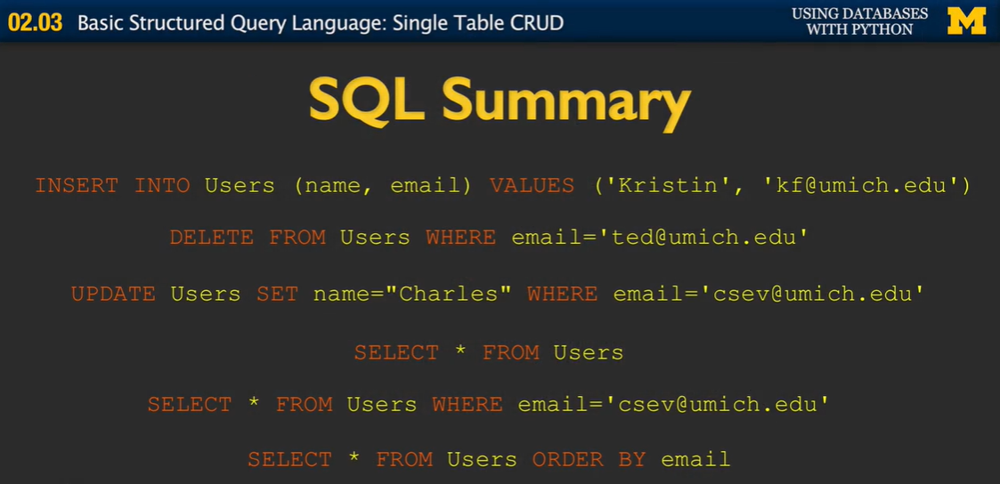 02.03 Basic Structured Query Language: Single Table CRUD
USING DATABASES
WITH PYTHON
M
SQL Summary
INSERT INTO Users (name, email) VALUES ('Kristin', 'kf@umich.edu')
DELETE FROM Users WHERE email='ted@umich.edu'
UPDATE Users SET name="Charles" WHERE email='csev@umich.edu'
SELECT * FROM Users
SELECT * FROM Users WHERE email='csev@umich.edu'
SELECT * FROM Users ORDER BY email